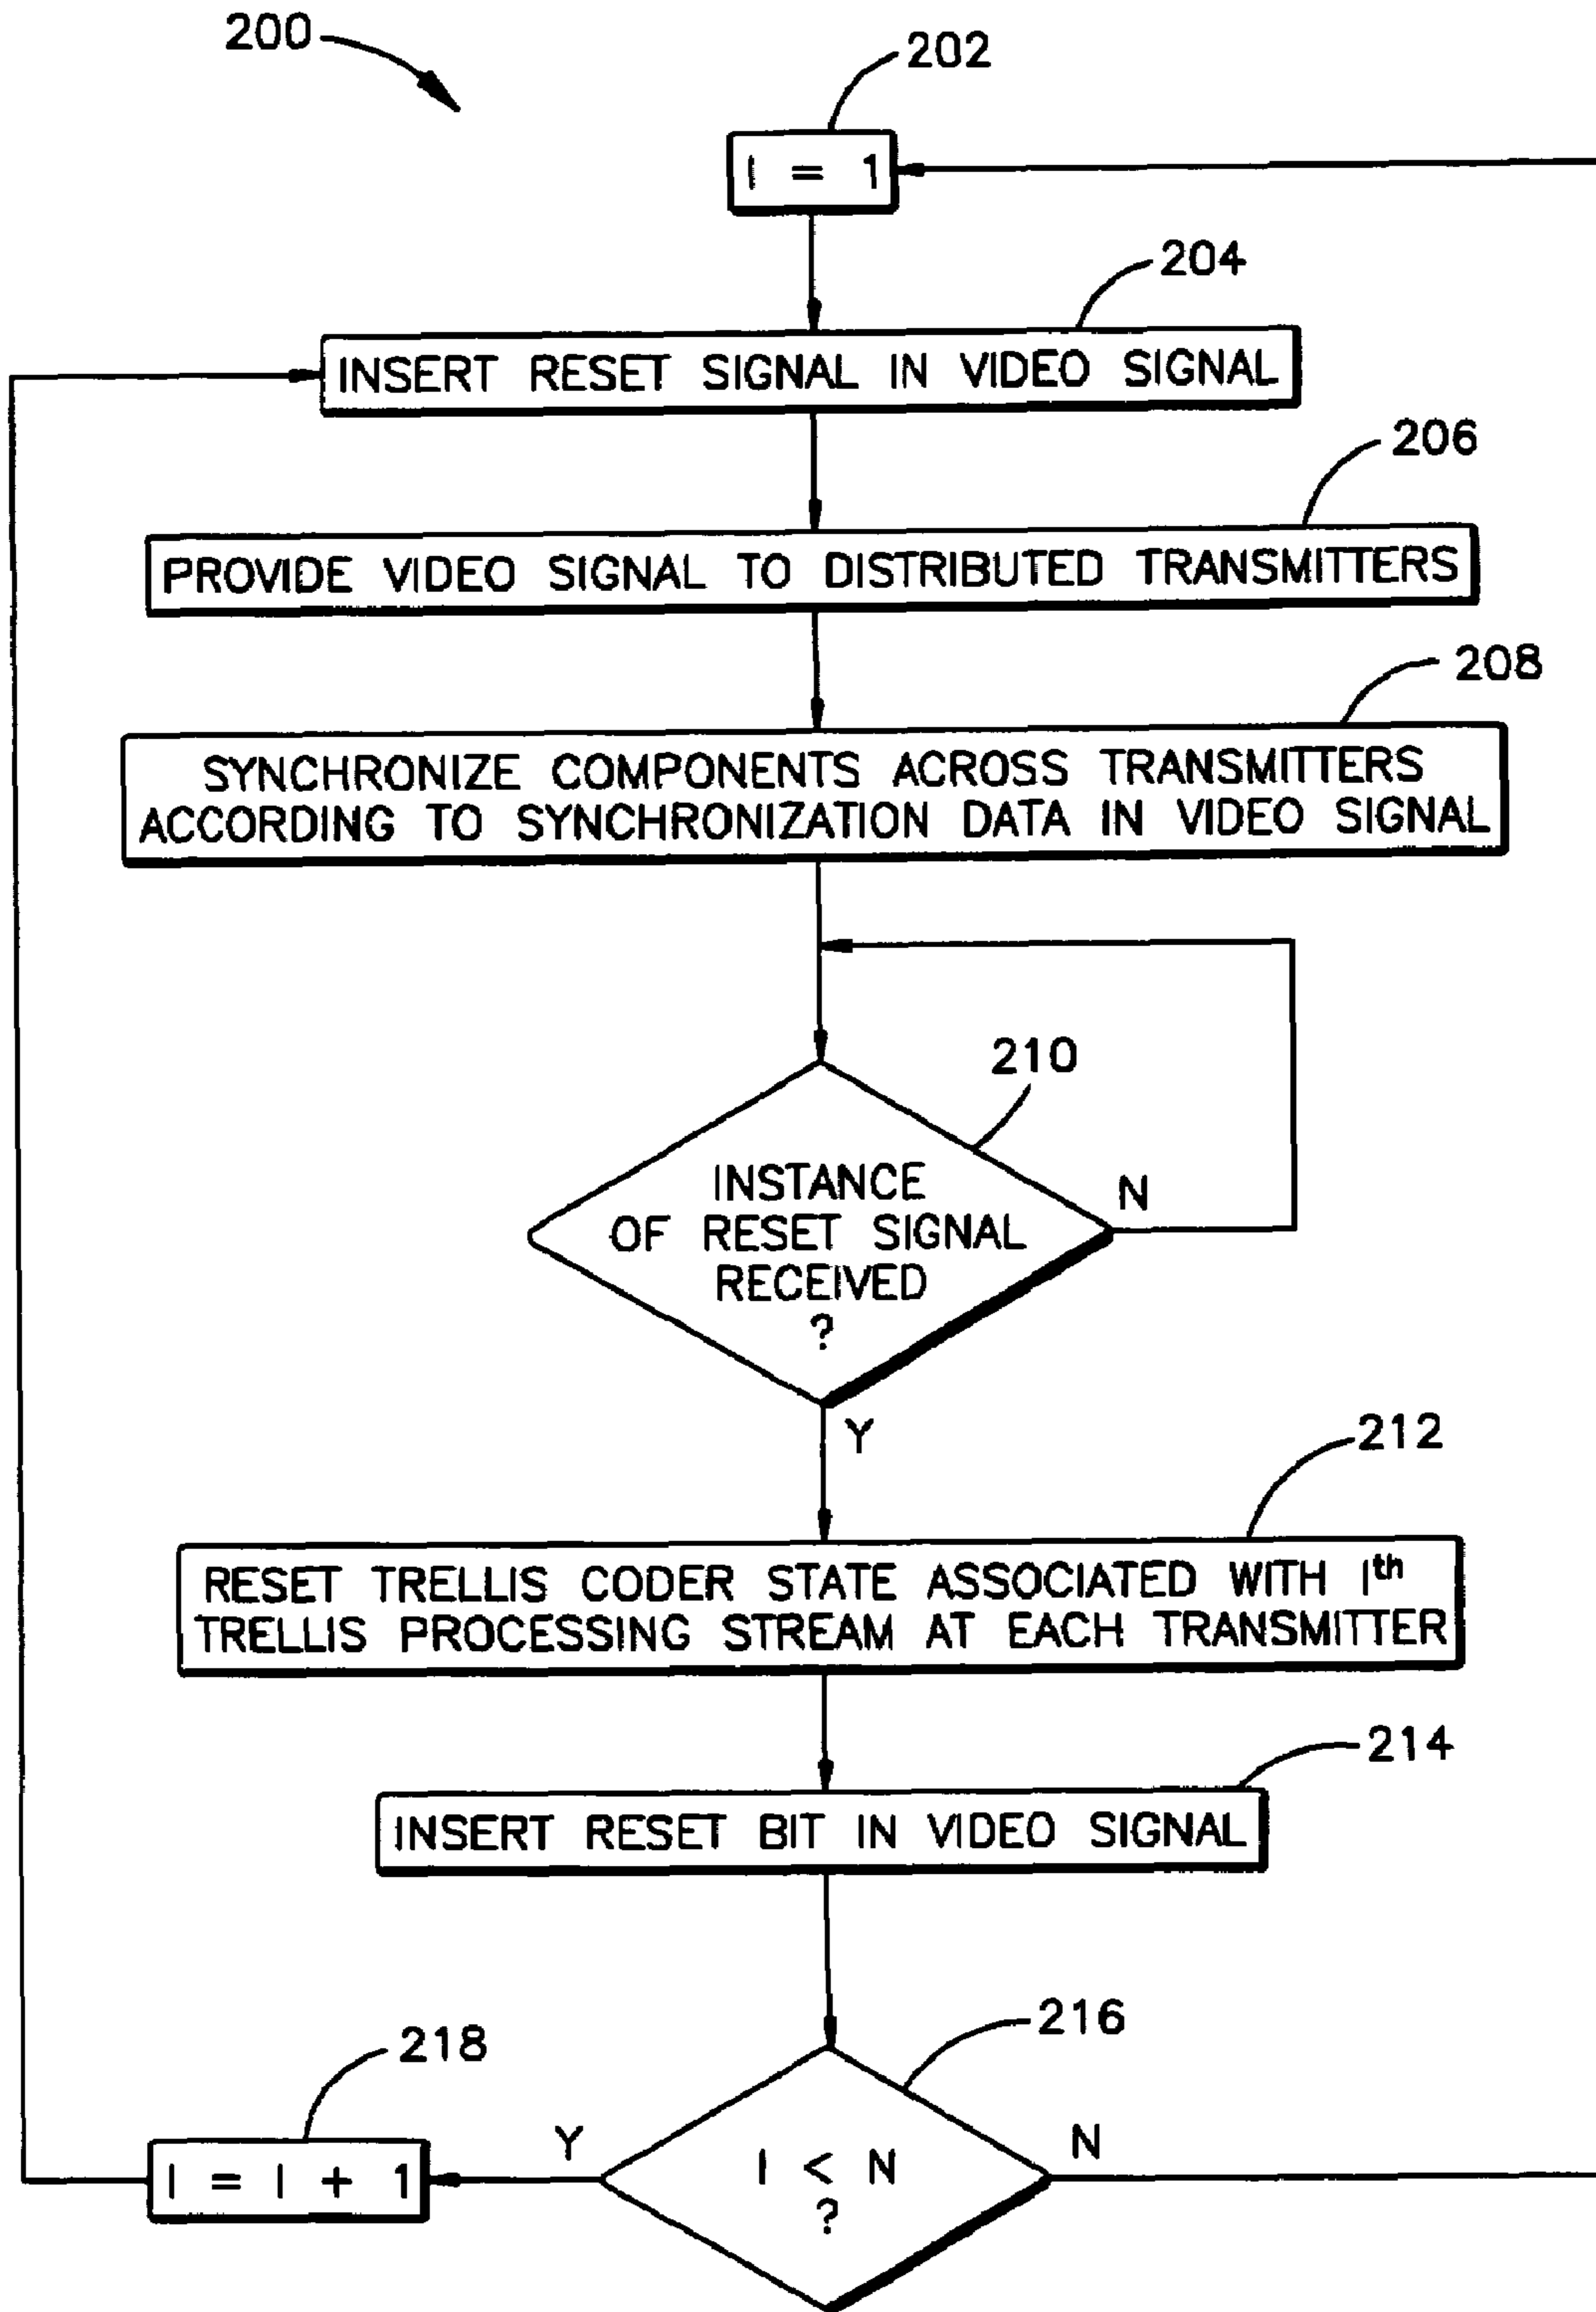 200
202
I = 1
204
INSERT RESET SIGNAL IN VIDEO SIGNAL
206
PROVIDE VIDEO SIGNAL TO DISTRIBUTED TRANSMITTERS
208
SYNCHRONIZE COMPONENTS ACROSS TRANSMITTERS
ACCORDING TO SYNCHRONIZATION DATA IN VIDEO SIGNAL
210
INSTANCE
OF RESET SIGNAL
RECEIVED
?
N
Y
212
RESET TRELLIS CODER STATE ASSOCIATED WITH Ith
TRELLIS PROCESSING STREAM AT EACH TRANSMITTER
214
INSERT RESET BIT IN VIDEO SIGNAL
216
218
I = I + 1
Y
I < N
?
N